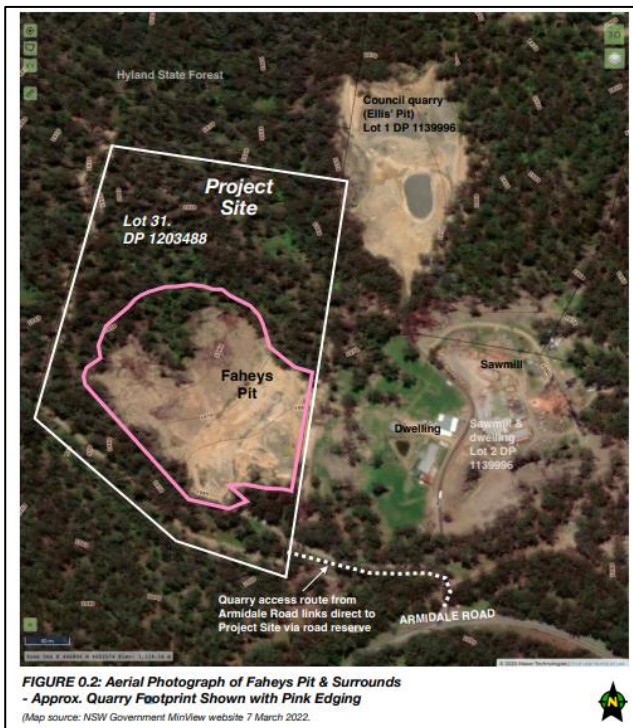 Hyland State Forest
3D
Council quarry
(Ellis' Pit)
Lot 1 DP 1139996
Project
Site
Lot 31.
DP 1203488
Faheys
Pit
Sawmill
Dwelling
Sawmill &
dwelling
Lot 2 DP
1139996
Quarry access route from
Armidale Road links direct to
Project Site via road reserve
ARMIDALE ROAD
FIGURE 0.2: Aerial Photograph of Faheys Pit & Surrounds
- Approx. Quarry Footprint Shown with Pink Edging
(Map source: NSW Government MinView website 7 March 2022.